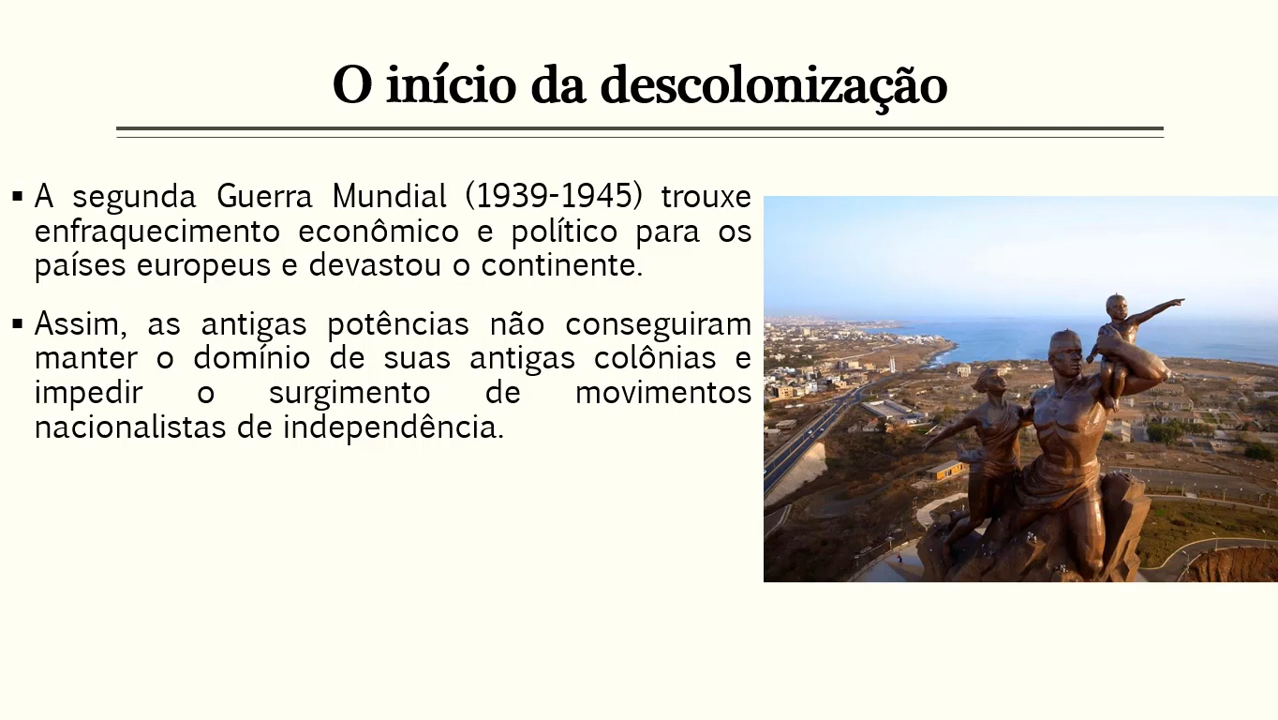 O início da descolonização
▪ A segunda Guerra Mundial (1939-1945) trouxe
enfraquecimento econômico e político para os
países europeus e devastou o continente.
▪ Assim, as antigas potências não conseguiram
manter o domínio de suas antigas colônias e
impedir o surgimento de movimentos
nacionalistas de independência.